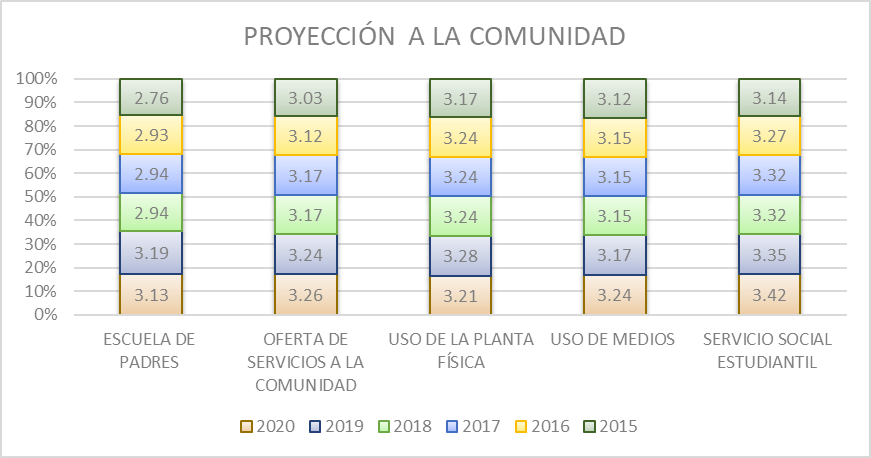 PROYECCIÓN A LA COMUNIDAD
100%
90%
80%
70%
60%
50%
40%
30%
20%
10%
0%
2.76 3.03 3.17 3.12 3.14
2.93 3.12 3.24 3.15 3.27
2.94 3.17 3.24 3.15 3.32
2.94 3.17 3.24 3.15 3.32
3.19 3.24 3.28 3.17 3.35
3.13 3.26 3.21 3.24 3.42
ESCUELA DE
PADRES
OFERTA DE
SERVICIOS A LA
COMUNIDAD
USO DE LA PLANTA
FÍSICA
USO DE MEDIOS
SERVICIO SOCIAL
ESTUDIANTIL
2020 2019 2018 2017 2016 2015